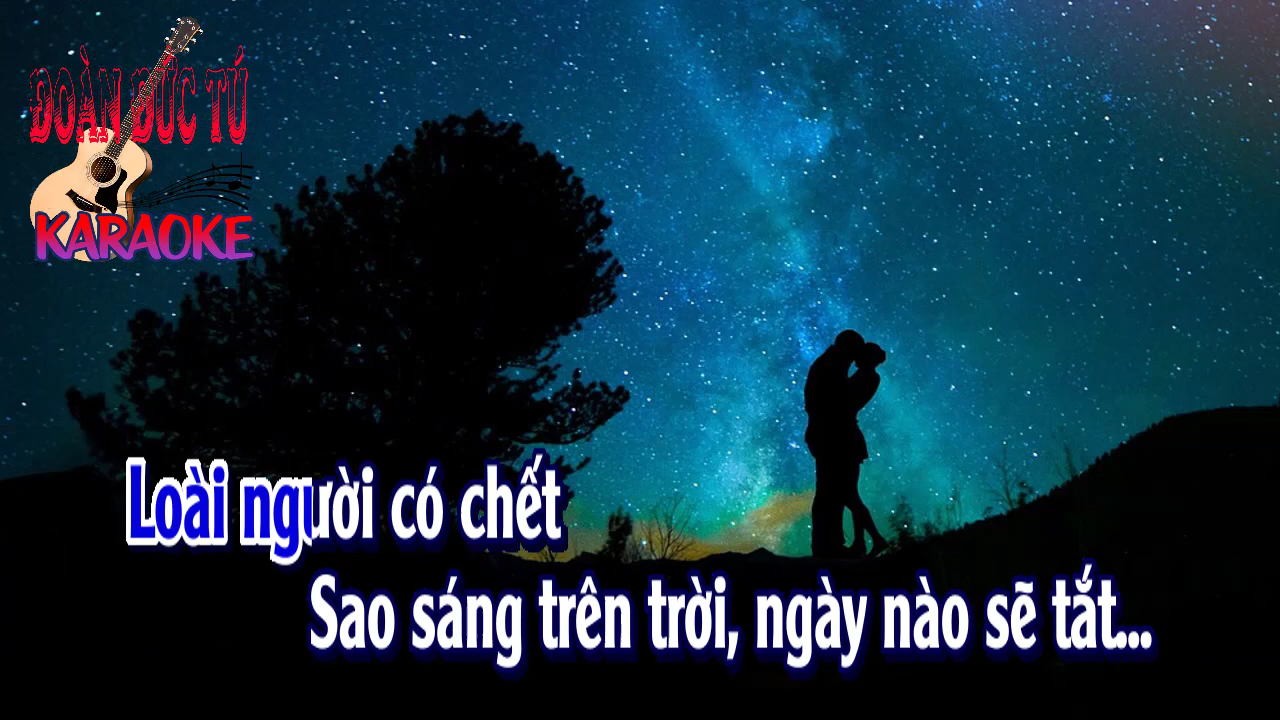 ĐOÀN ĐỨC TÚ
KARAOKE
Loài người có chết
Sao sáng trên trời, ngày nào sẽ tắt...